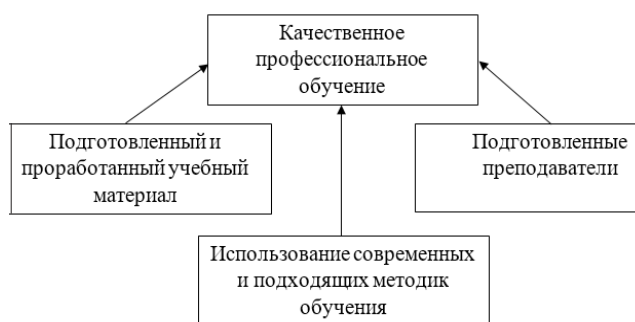 Качественное
профессиональное
обучение
Подготовленный и
проработанный учебный
материал
Подготовленные
преподаватели
Использование современных
и подходящих методик
обучения